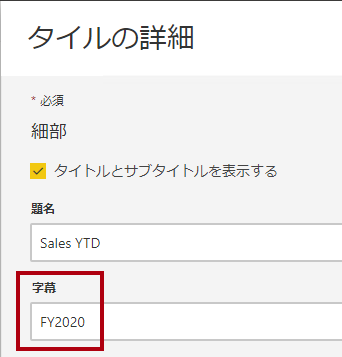 タイルの詳細
* 必須
細部
タイトルとサブタイトルを表示する
題名
Sales YTD
字幕
FY2020